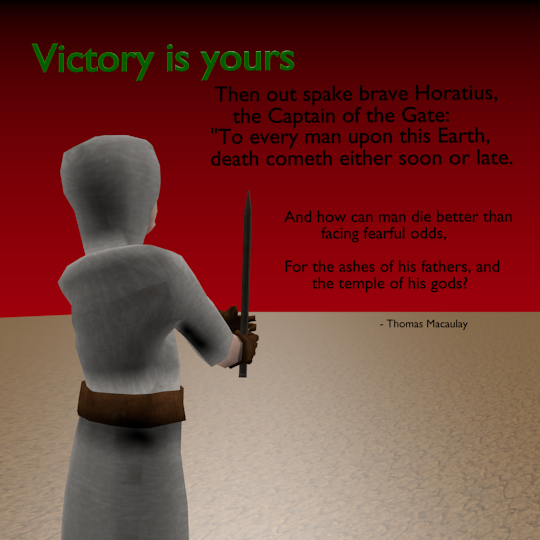 Victory is yours
Then out spake brave Horatius,
the Captain of the Gate:
"To every man upon this Earth,
death cometh either soon or late.
And how can man die better than
facing fearful odds,
For the ashes of his fathers, and
the temple of his gods?
- Thomas Macaulay